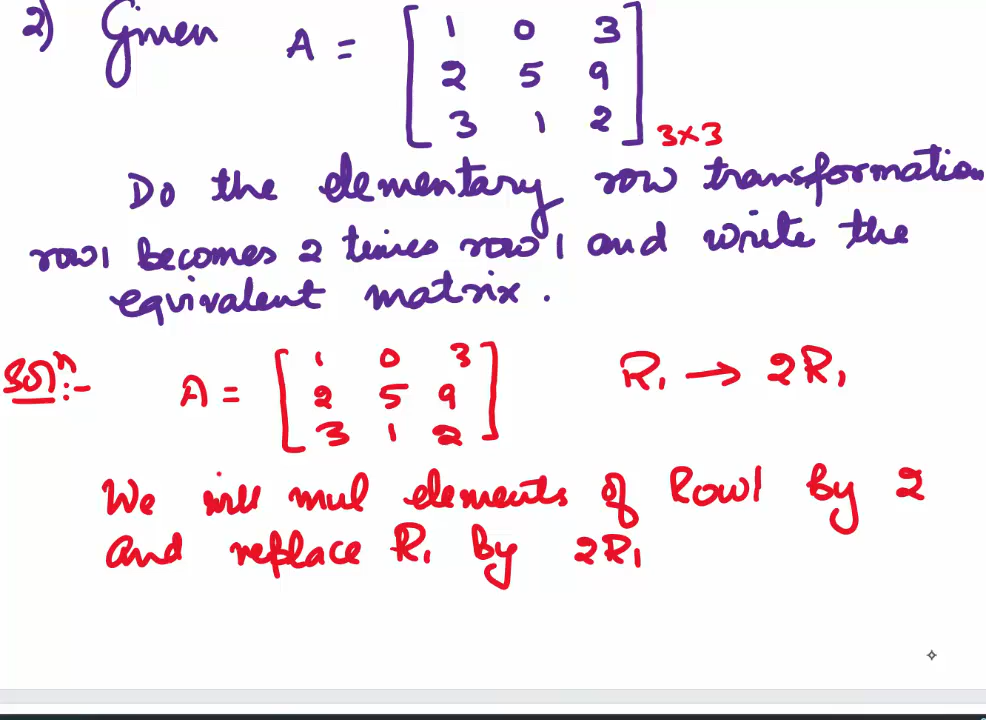 2) Given A = [ 1 0 3
2 5 9
3 1 2 ] 3×3
Do the elementary row transformation
row1 becomes 2 times row 1 and write the
equivalent matrix.
Solⁿ:- A = [ 1 0 3
2 5 9
3 1 2 ] R₁ → 2R₁
We will mul elements of Row1 by 2
and replace R₁ by 2R₁